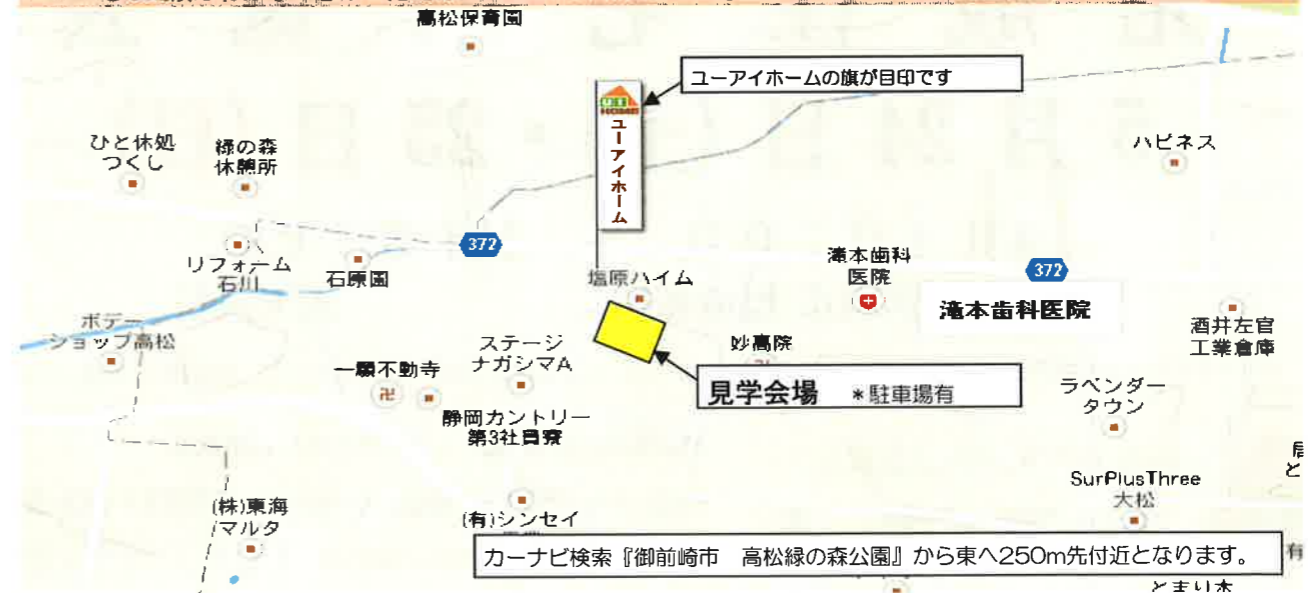 高松保育園
ユーアイホームの旗が目印です
U・I
HOME
ユーアイホーム
ひと休処
つくし
緑の森
休憩所
ハピネス
372
リフォーム
石川
石原園
塩原ハイム
滝本歯科
医院
372
滝本歯科医院
ボデー
ショップ高松
ステージ
ナガシマA
妙高院
酒井左官
工業倉庫
一願不動寺
見学会場 *駐車場有
ラベンダー
タウン
静岡カントリー
第3社員寮
SurPlusThree
大松
(株)東海
マルタ
(有)シンセイ
カーナビ検索『御前崎市 高松緑の森公園』から東へ250m先付近となります。
有
とまり木